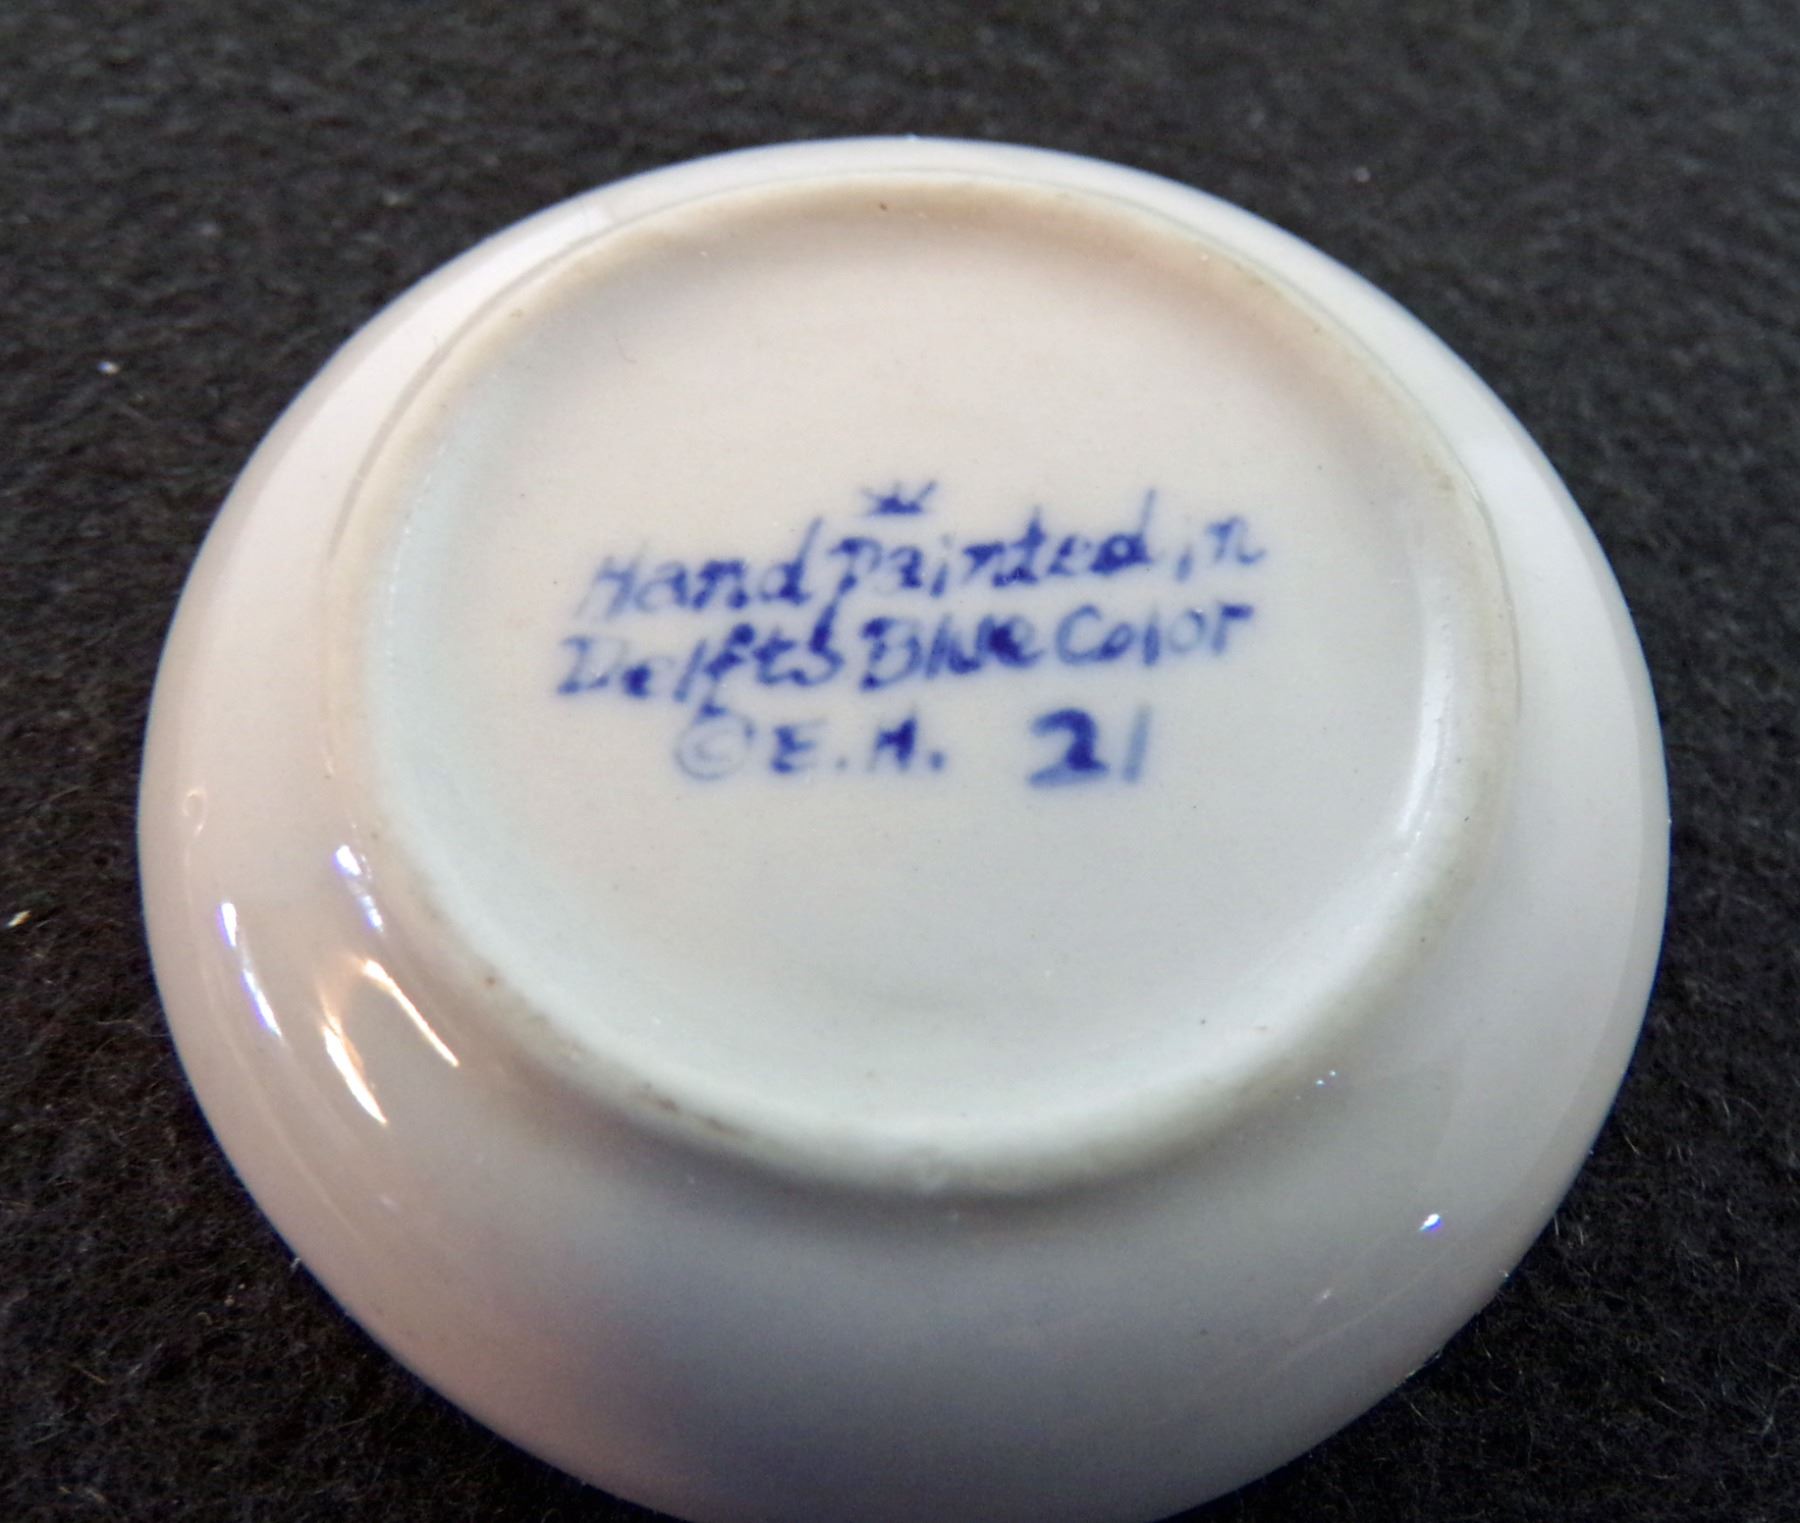 Hand Painted in
Delfts Blue Color
© E. H. 21